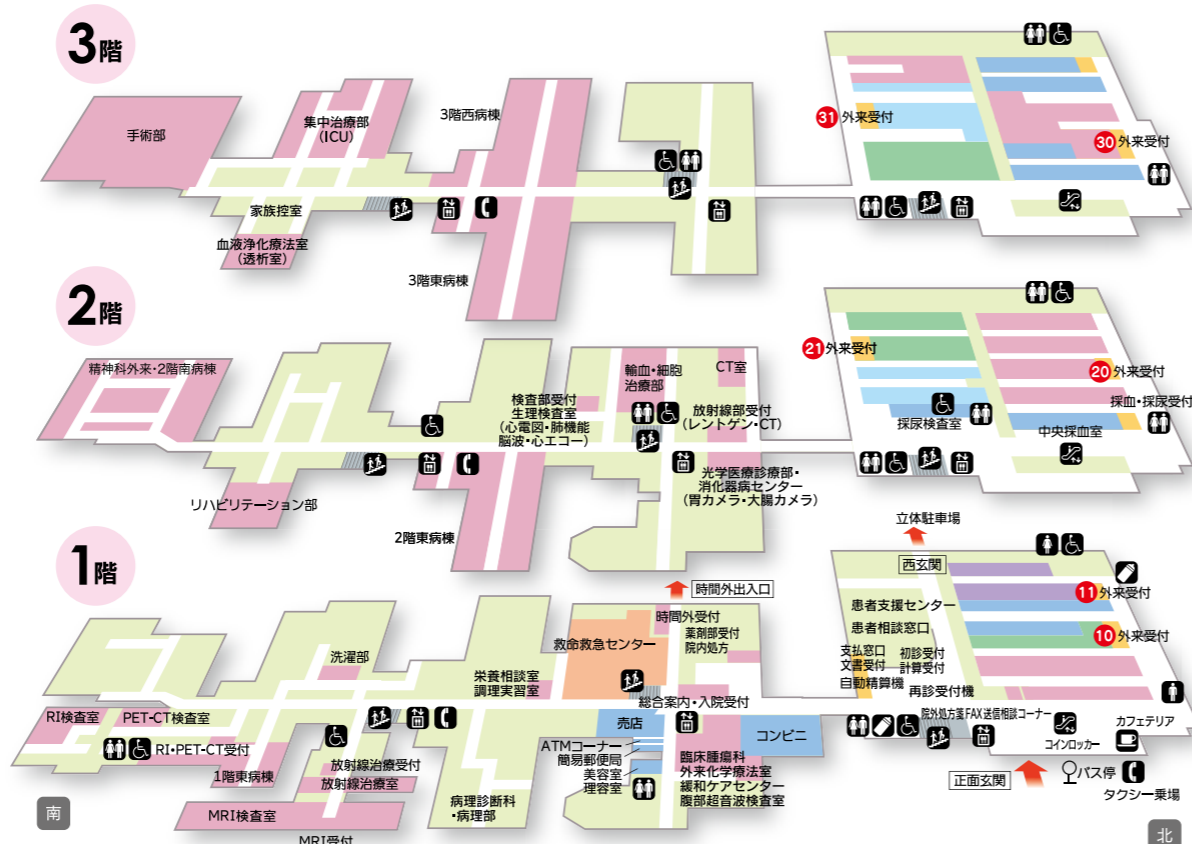 3階
手術部
集中治療部
(ICU)
3階西病棟
31 外来受付
30 外来受付
家族控室
血液浄化療法室
(透析室)
3階東病棟
2階
精神科外来・2階南病棟
輸血・細胞
治療部
CT室
検査部受付
生理検査室
(心電図・肺機能
脳波・心エコー)
放射線部受付
(レントゲン・CT)
21 外来受付
20 外来受付
採血・採尿受付
採尿検査室
中央採血室
リハビリテーション部
2階東病棟
光学医療診療部・
消化器病センター
(胃カメラ・大腸カメラ)
1階
立体駐車場
西玄関
時間外出入口
11 外来受付
患者支援センター
患者相談窓口
10 外来受付
支払窓口
文書受付
自動精算機
初診受付
計算受付
再診受付機
時間外受付
薬剤部受付
院内処方
救命救急センター
洗濯部
栄養相談室
調理実習室
総合案内・入院受付
売店
コンビニ
ATMコーナー
簡易郵便局
美容室
理容室
臨床腫瘍科
外来化学療法室
緩和ケアセンター
腹部超音波検査室
院外処方箋FAX送信相談コーナー
コインロッカー
カフェテリア
正面玄関
バス停
タクシー乗場
RI検査室
PET-CT検査室
RI・PET-CT受付
1階東病棟
放射線治療受付
放射線治療室
病理診断科
・病理部
MRI検査室
MRI受付
南
北